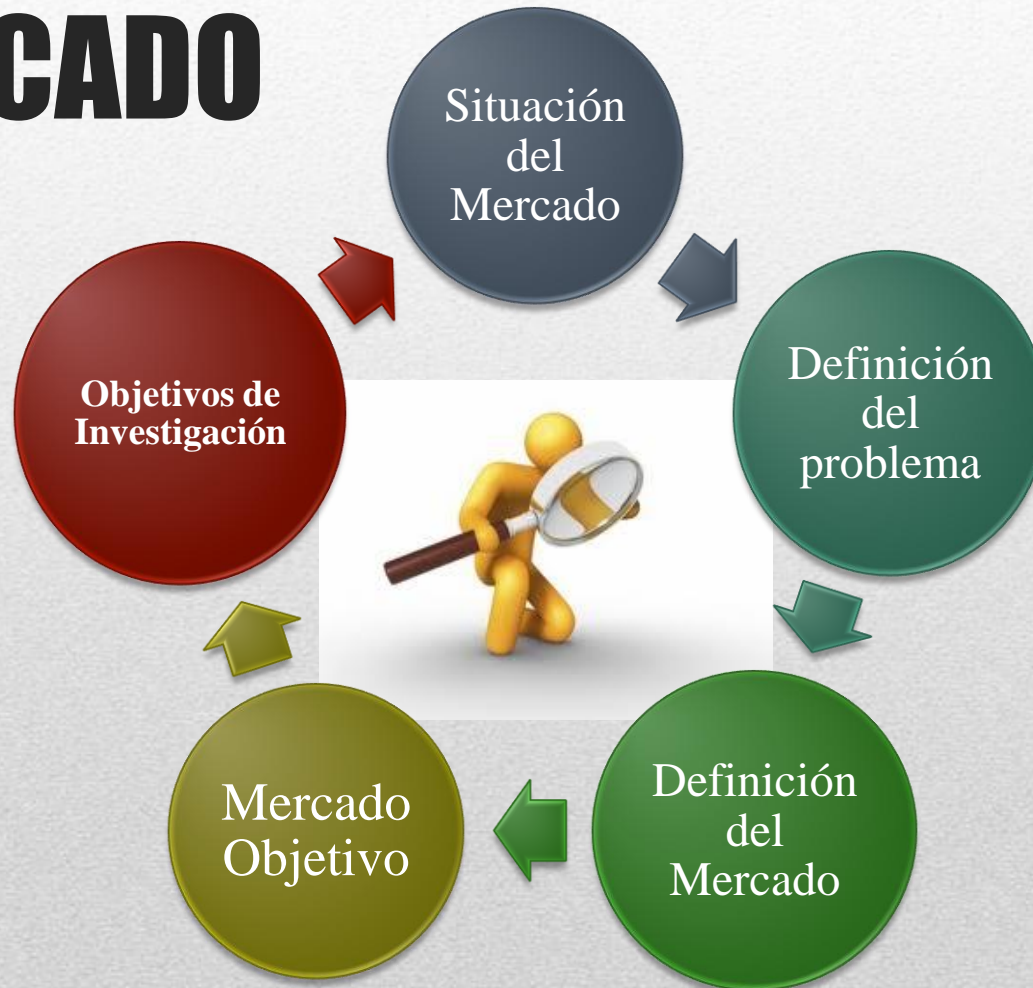 CADO
Situación
del
Mercado
Definición
del
problema
Definición
del
Mercado
Mercado
Objetivo
Objetivos de
Investigación